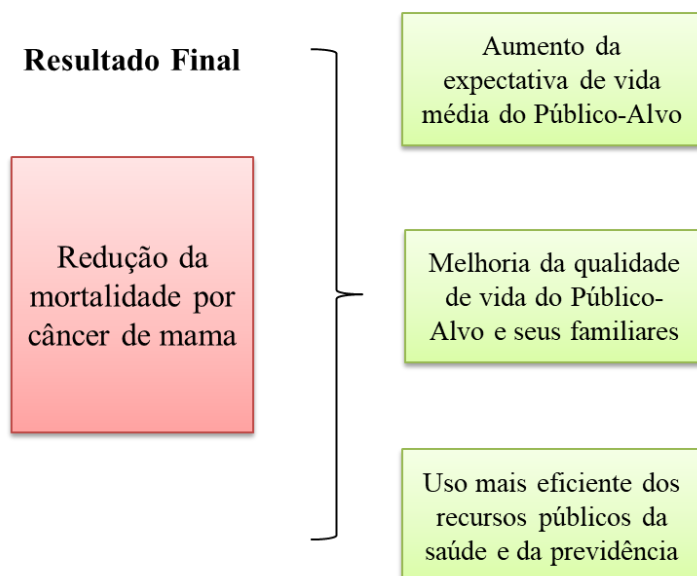 Resultado Final
Redução da
mortalidade por
câncer de mama
Aumento da
expectativa de vida
média do Público-Alvo
Melhoria da qualidade
de vida do Público-
Alvo e seus familiares
Uso mais eficiente dos
recursos públicos da
saúde e da previdência